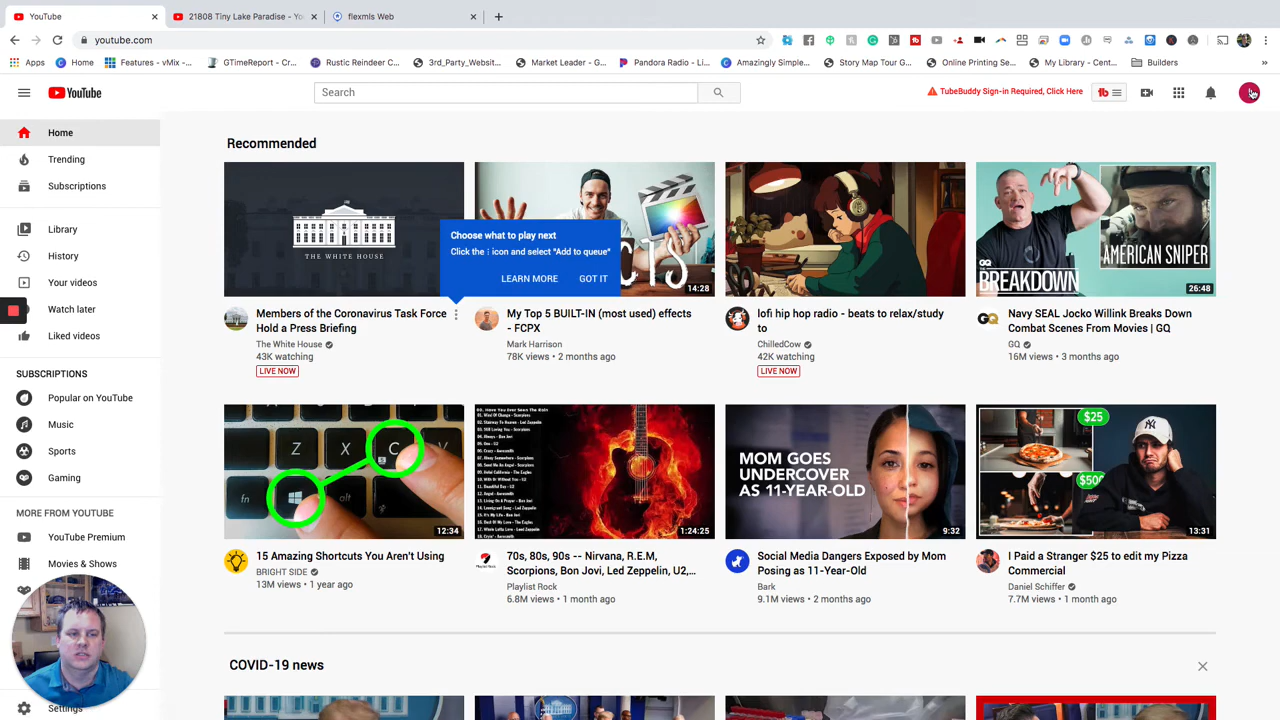 YouTube
21808 Tiny Lake Paradise - Yo
flexmls Web
youtube.com
Apps
Home
Features - vMix -...
GTimeReport - Cr...
Rustic Reindeer C...
3rd_Party_Website...
Market Leader - G...
Pandora Radio - Li...
Amazingly Simple...
Story Map Tour G...
Online Printing Se...
My Library - Cent...
Builders
YouTube
Search
TubeBuddy Sign-in Required, Click Here
tb
Home
Trending
Subscriptions
Library
History
Your videos
Watch later
Liked videos
SUBSCRIPTIONS
Popular on YouTube
Music
Sports
Gaming
MORE FROM YOUTUBE
YouTube Premium
Movies & Shows
Settings
Recommended
THE WHITE HOUSE
Members of the Coronavirus Task Force
Hold a Press Briefing
The White House
43K watching
LIVE NOW
Choose what to play next
Click the ⋮ icon and select "Add to queue"
LEARN MORE
GOT IT
14:28
My Top 5 BUILT-IN (most used) effects
- FCPX
Mark Harrison
78K views • 2 months ago
lofi hip hop radio - beats to relax/study
to
ChilledCow
42K watching
LIVE NOW
GQ
BREAKDOWN
AMERICAN SNIPER
26:48
GQ
Navy SEAL Jocko Willink Breaks Down
Combat Scenes From Movies | GQ
GQ
16M views • 3 months ago
Z
X
C
V
fn
alt
12:34
15 Amazing Shortcuts You Aren't Using
BRIGHT SIDE
13M views • 1 year ago
1:24:25
70s, 80s, 90s -- Nirvana, R.E.M,
Scorpions, Bon Jovi, Led Zeppelin, U2,...
Playlist Rock
6.8M views • 1 month ago
MOM GOES
UNDERCOVER
AS 11-YEAR-OLD
9:32
Social Media Dangers Exposed by Mom
Posing as 11-Year-Old
Bark
9.1M views • 2 months ago
$25
$500
13:31
I Paid a Stranger $25 to edit my Pizza
Commercial
Daniel Schiffer
7.7M views • 1 month ago
COVID-19 news